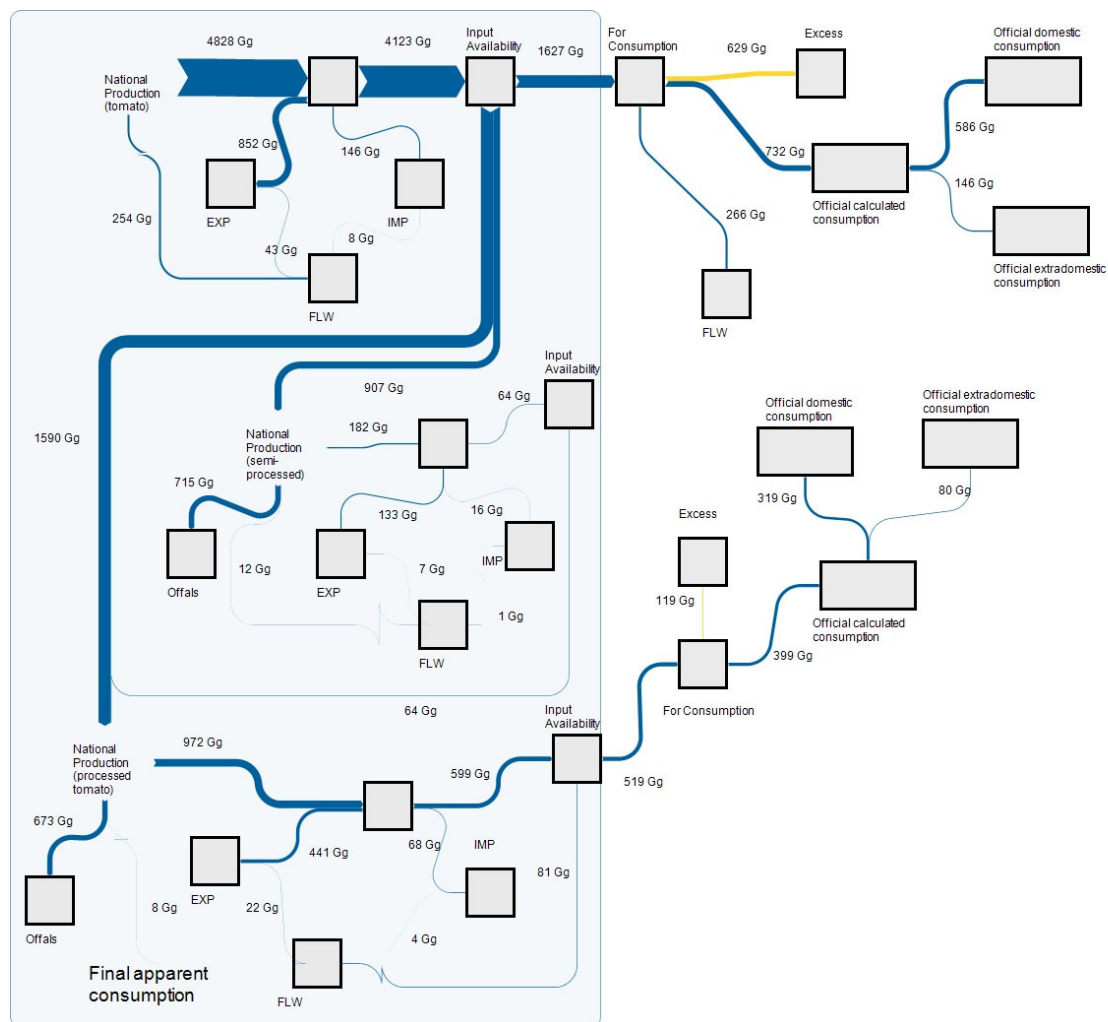 4828 Gg
4123 Gg
Input
Availability
1627 Gg
For
Consumption
629 Gg
Excess
Official domestic
consumption
National
Production
(tomato)
852 Gg
146 Gg
732 Gg
586 Gg
146 Gg
EXP
IMP
Official calculated
consumption
254 Gg
43 Gg
8 Gg
266 Gg
Official extradomestic
consumption
FLW
FLW
Input
Availability
907 Gg
64 Gg
Official domestic
consumption
Official extradomestic
consumption
1590 Gg
182 Gg
National
Production
(semi-
processed)
715 Gg
133 Gg
16 Gg
319 Gg
80 Gg
Excess
IMP
12 Gg
7 Gg
Offals
EXP
1 Gg
119 Gg
Official calculated
consumption
FLW
399 Gg
64 Gg
Input
Availability
For Consumption
972 Gg
National
Production
(processed
tomato)
599 Gg
519 Gg
673 Gg
441 Gg
68 Gg
IMP
81 Gg
EXP
8 Gg
22 Gg
4 Gg
Offals
Final apparent
consumption
FLW